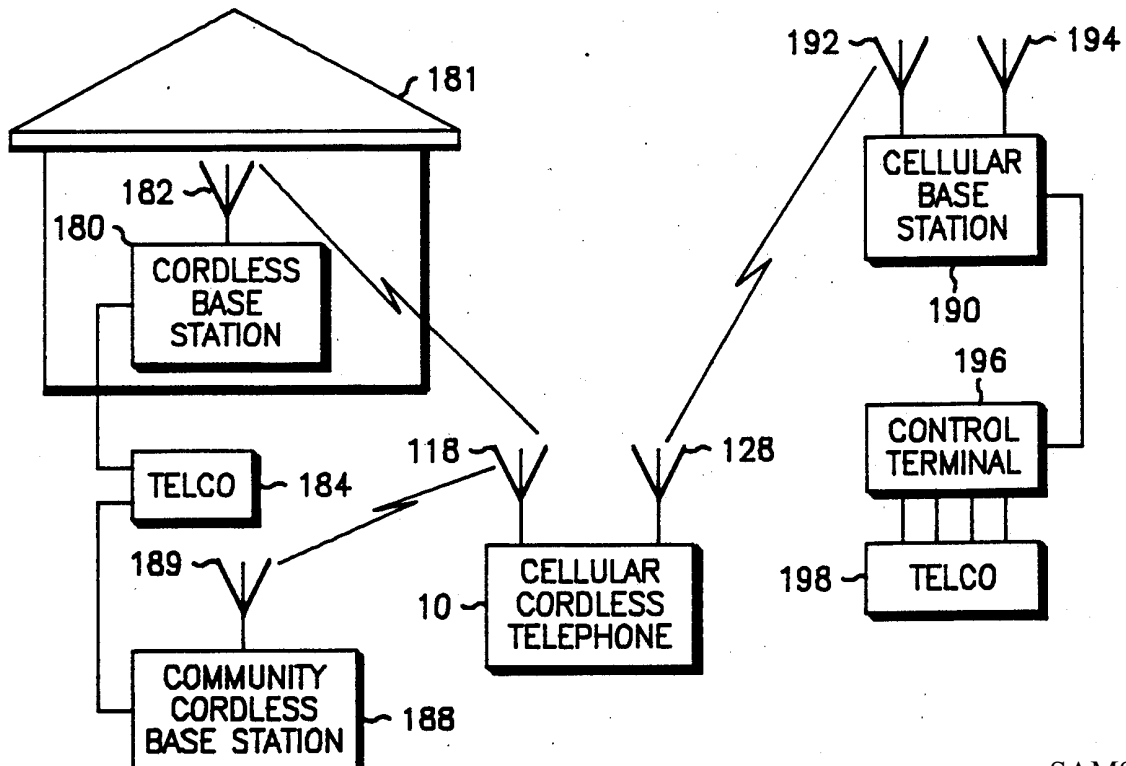 192
194
181
182
180
CORDLESS
BASE
STATION
CELLULAR
BASE
STATION
190
196
118
128
CONTROL
TERMINAL
TELCO
184
189
10
CELLULAR
CORDLESS
TELEPHONE
198
TELCO
COMMUNITY
CORDLESS
BASE STATION
188